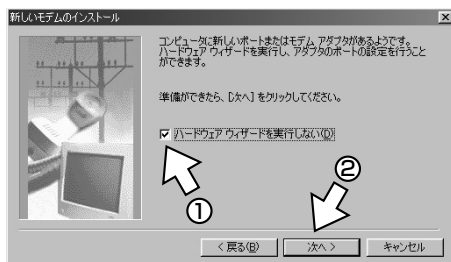 新しいモデムのインストール
コンピュータに新しいポートまたはモデム アダプタがあるようです。
ハードウェア ウィザードを実行し、アダプタのポートの設定を行うこと
ができます。
準備ができたら、[次へ] をクリックしてください。
ハードウェア ウィザードを実行しない(D)
①
②
< 戻る(B)
次へ >
キャンセル